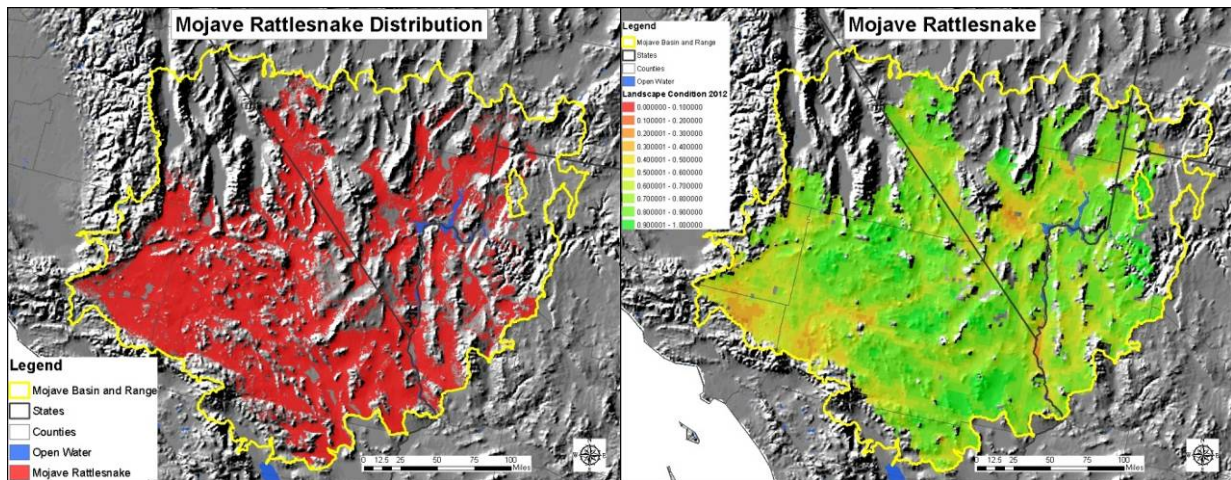 Mojave Rattlesnake Distribution
Legend
Mojave Basin and Range
States
Counties
Open Water
Mojave Rattlesnake
0 12.5 25 50 75 100
Miles
Mojave Rattlesnake
Legend
Mojave Basin and Range
States
Counties
Open Water
Landscape Condition 2012
0.000000 - 0.100000
0.100001 - 0.200000
0.200001 - 0.300000
0.300001 - 0.400000
0.400001 - 0.500000
0.500001 - 0.600000
0.600001 - 0.700000
0.700001 - 0.800000
0.800001 - 0.900000
0.900001 - 1.000000
0 12.5 25 50 75 100
Miles